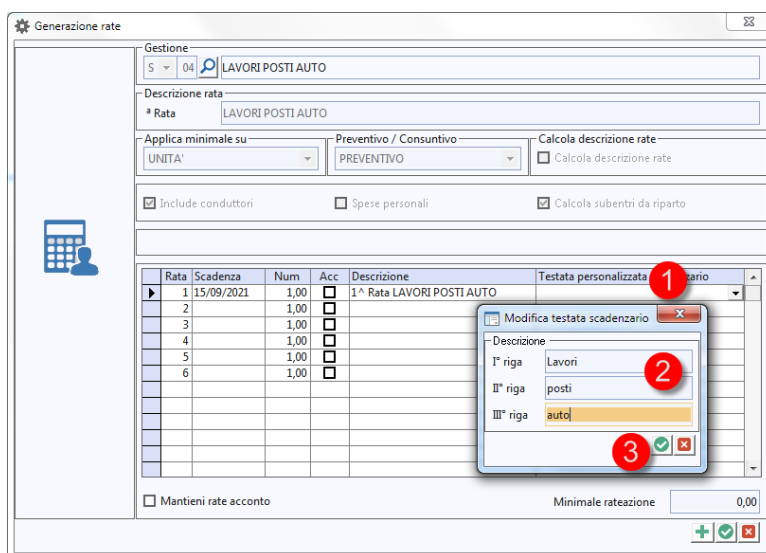 Generazione rate
Gestione
S 04 LAVORI POSTI AUTO
Descrizione rata
ª Rata LAVORI POSTI AUTO
Applica minimale su
UNITA'
Preventivo / Consuntivo
PREVENTIVO
Calcola descrizione rate
Calcola descrizione rate
Include conduttori Spese personali Calcola subentri da riparto
Rata Scadenza Num Acc Descrizione Testata personalizzata
1
1 15/09/2021 1,00 1^ Rata LAVORI POSTI AUTO
2 1,00
3 1,00
4 1,00
5 1,00
6 1,00
Modifica testata scadenzario
Descrizione
I° riga Lavori
2
II° riga posti
III° riga auto
3
Mantieni rate acconto Minimale rateazione 0,00